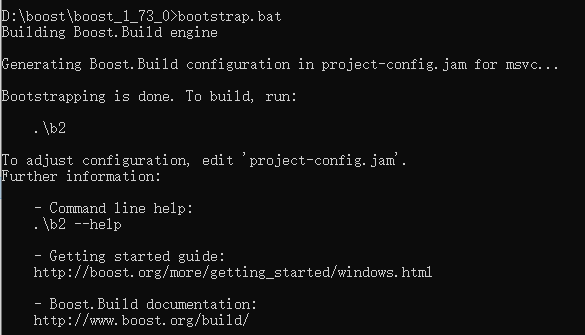 D:\boost\boost_1_73_0>bootstrap.bat
Building Boost.Build engine
Generating Boost.Build configuration in project-config.jam for msvc...
Bootstrapping is done. To build, run:
.\b2
To adjust configuration, edit 'project-config.jam'.
Further information:
- Command line help:
.\b2 --help
- Getting started guide:
http://boost.org/more/getting_started/windows.html
- Boost.Build documentation:
http://www.boost.org/build/